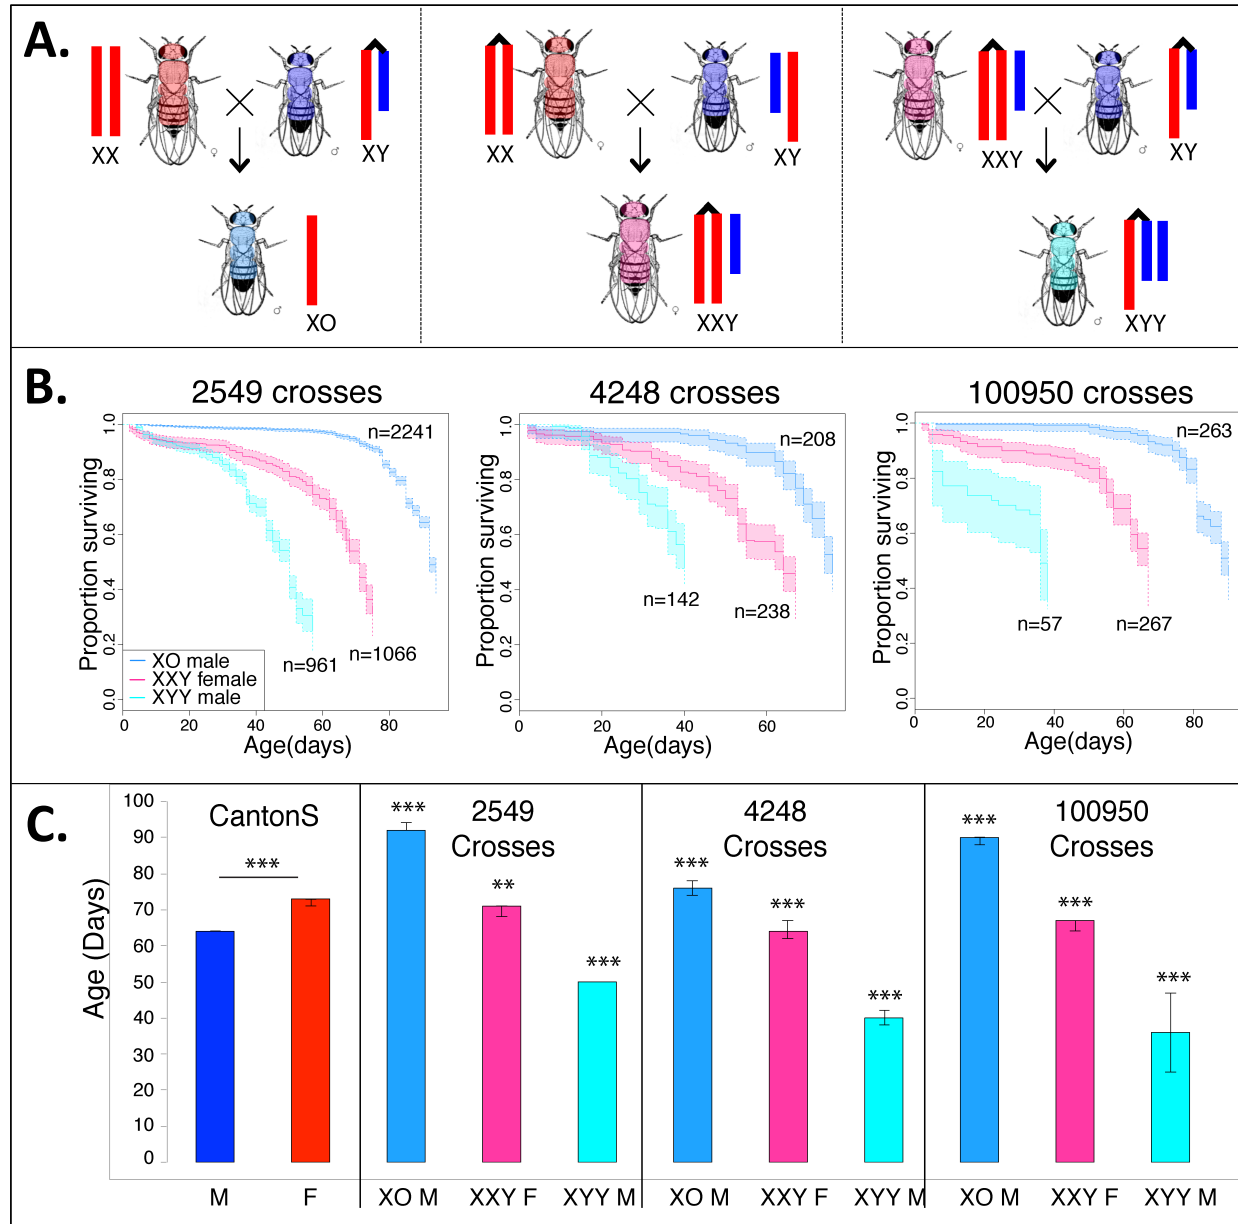 A.
XX
♀
♂
XY
♂
XO
XX
♀
♂
XY
♀
XXY
♀
XXY
♂
XY
♂
XYY
B.
2549 crosses
Proportion surviving
1.0
0.8
0.6
0.4
0.2
0.0
n=2241
n=961
n=1066
XO male
XXY female
XYY male
0 20 40 60 80
Age(days)
4248 crosses
Proportion surviving
1.0
0.8
0.6
0.4
0.2
0.0
n=208
n=142
n=238
0 20 40 60
Age(days)
100950 crosses
Proportion surviving
1.0
0.8
0.6
0.4
0.2
0.0
n=263
n=57
n=267
0 20 40 60 80
Age(days)
C.
Age (Days)
100
90
80
70
60
50
40
30
20
10
0
CantonS
***
M F
2549
Crosses
***
**
***
XO M XXY F XYY M
4248
Crosses
***
***
***
XO M XXY F XYY M
100950
Crosses
***
***
***
XO M XXY F XYY M